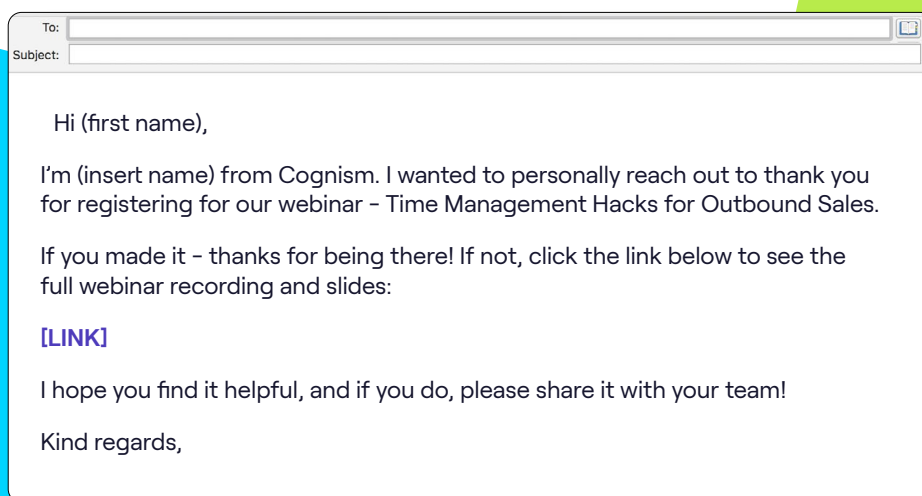 To:
Subject:
Hi (first name),
I'm (insert name) from Cognism. I wanted to personally reach out to thank you
for registering for our webinar - Time Management Hacks for Outbound Sales.
If you made it - thanks for being there! If not, click the link below to see the
full webinar recording and slides:
[LINK]
I hope you find it helpful, and if you do, please share it with your team!
Kind regards,